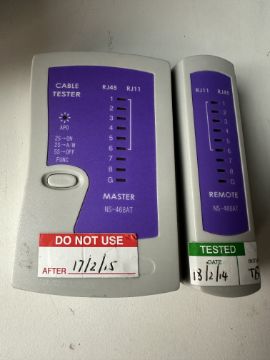 CABLE
TESTER
RJ45 RJ11
APO
2S-ON
2S-A/M
5S-OFF
FUNC
1
2
3
4
5
6
7
8
G
MASTER
NS-468AT
DO NOT USE
AFTER 17/2/15
RJ11 RJ45
1
2
3
4
5
6
7
8
G
REMOTE
NS-468AT
TESTED
DATE
18/2/14